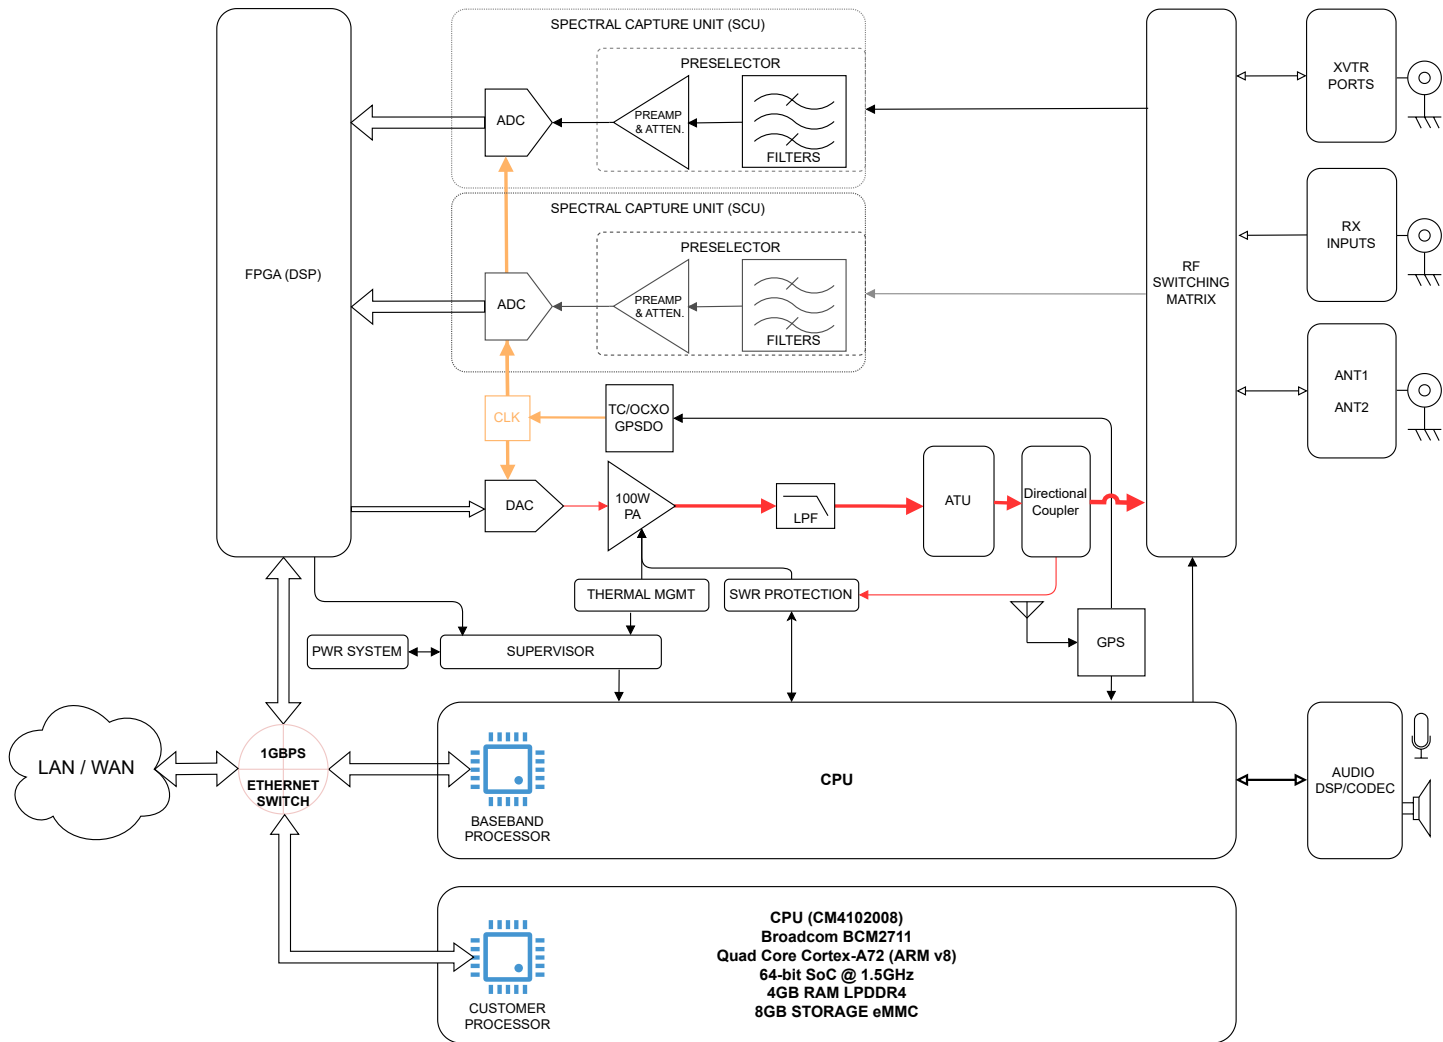 SPECTRAL CAPTURE UNIT (SCU)
PRESELECTOR
ADC
PREAMP
& ATTEN.
FILTERS
XVTR
PORTS
SPECTRAL CAPTURE UNIT (SCU)
PRESELECTOR
ADC
PREAMP
& ATTEN.
FILTERS
RX
INPUTS
FPGA (DSP)
RF
SWITCHING
MATRIX
ANT1
ANT2
CLK
TC/OCXO
GPSDO
DAC
100W
PA
LPF
ATU
Directional
Coupler
THERMAL MGMT
SWR PROTECTION
PWR SYSTEM
SUPERVISOR
GPS
LAN / WAN
1GBPS
ETHERNET
SWITCH
BASEBAND
PROCESSOR
CPU
AUDIO
DSP/CODEC
CUSTOMER
PROCESSOR
CPU (CM4102008)
Broadcom BCM2711
Quad Core Cortex-A72 (ARM v8)
64-bit SoC @ 1.5GHz
4GB RAM LPDDR4
8GB STORAGE eMMC